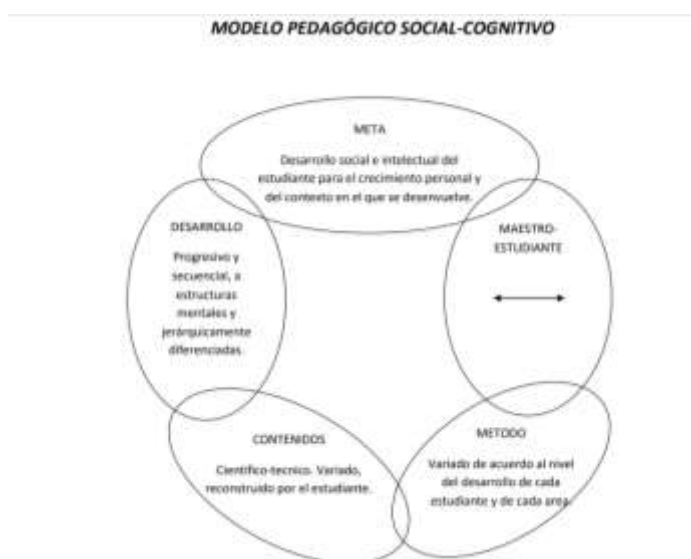 MODELO PEDAGÓGICO SOCIAL-COGNITIVO
META
Desarrollo social e intelectual del
estudiante para el crecimiento personal y
del contexto en el que se desenvuelve.
DESARROLLO
Progresivo y
secuencial, a
estructuras
mentales y
jerárquicamente
diferenciadas.
MAESTRO-
ESTUDIANTE
CONTENIDOS
Cientifico-tecnico. Variado,
reconstruido por el estudiante.
METODO
Variado de acuerdo al nivel
del desarrollo de cada
estudiante y de cada area.